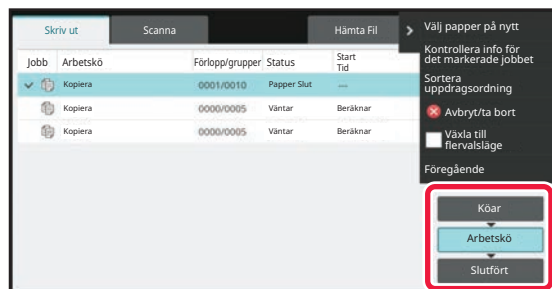 Skriv ut
Scanna
Hämta Fil
Jobb
Arbetskö
Förlopp/grupper
Status
Start
Tid
Kopiera
0001/0010
Papper Slut
---
Kopiera
0000/0005
Väntar
Beräknar
Kopiera
0000/0005
Väntar
Beräknar
Välj papper på nytt
Kontrollera info för
det markerade jobbet
Sortera
uppdragsordning
Avbryt/ta bort
Växla till
flervalsläge
Föregående
Köar
Arbetskö
Slutfört